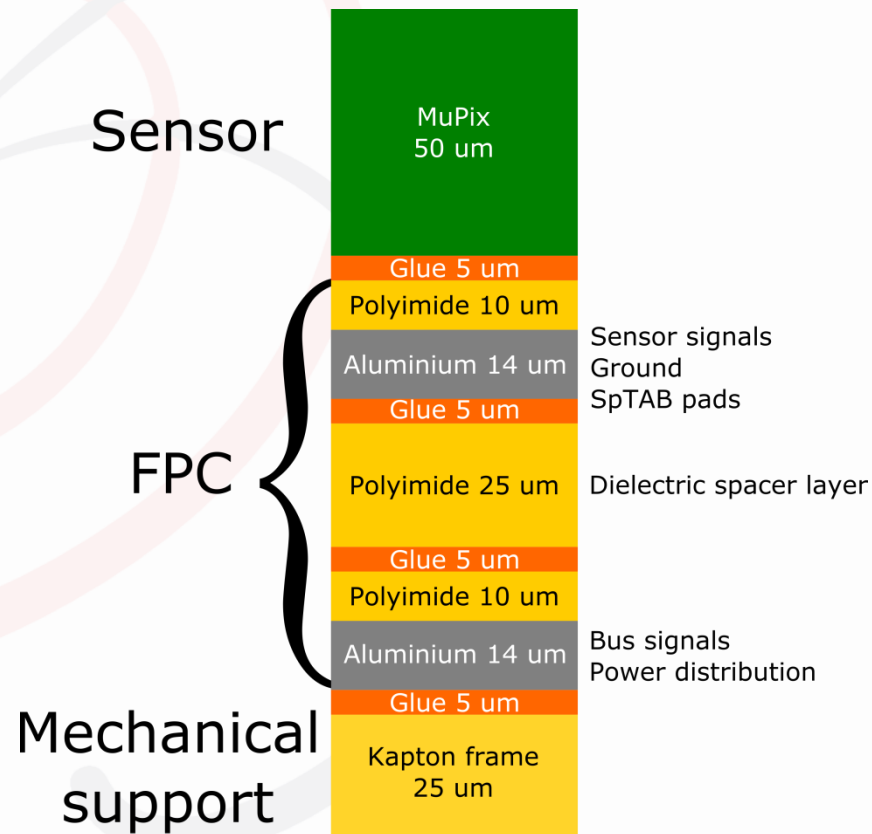 Sensor
MuPix
50 um
Glue 5 um
Polyimide 10 um
Aluminium 14 um
Sensor signals
Ground
SpTAB pads
Glue 5 um
FPC
Polyimide 25 um
Dielectric spacer layer
Glue 5 um
Polyimide 10 um
Aluminium 14 um
Bus signals
Power distribution
Glue 5 um
Mechanical
support
Kapton frame
25 um